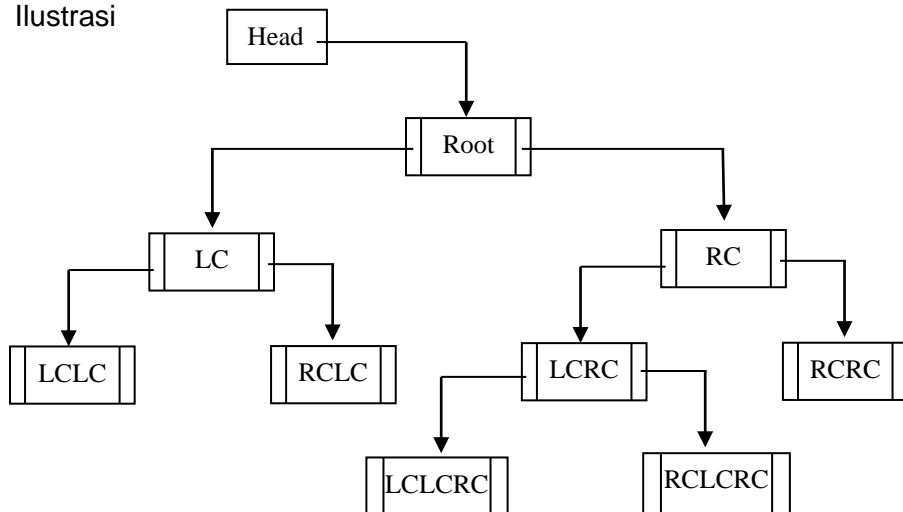 Ilustrasi
Head
Root
LC
RC
LCLC
RCLC
LCRC
RCRC
LCLCRC
RCLCRC